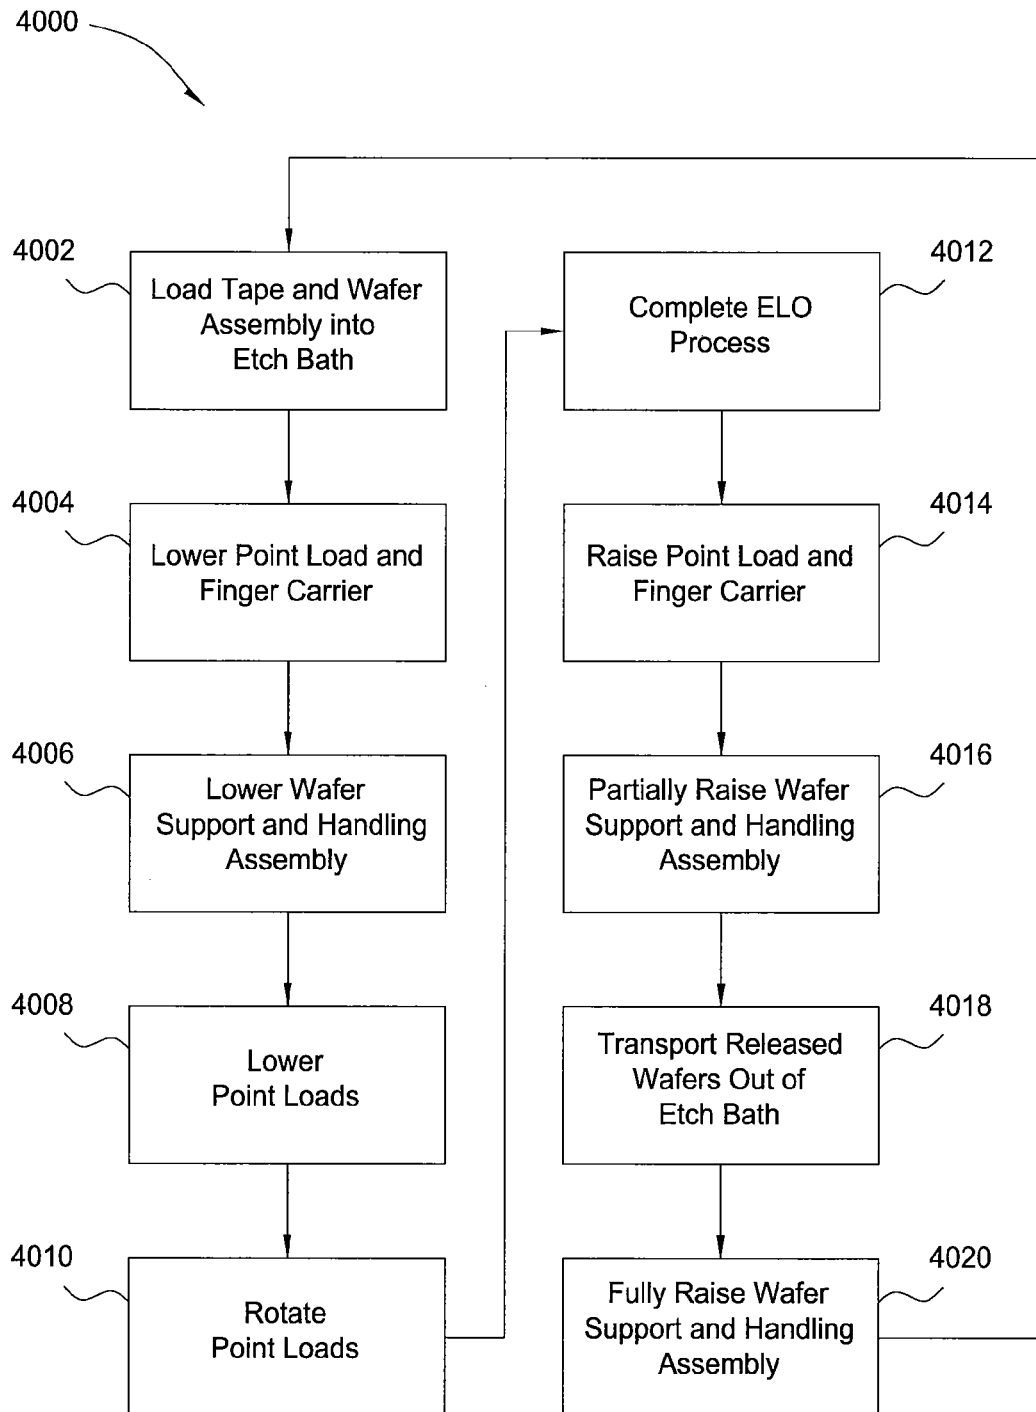 4000
4002
Load Tape and Wafer
Assembly into
Etch Bath
4004
Lower Point Load and
Finger Carrier
4006
Lower Wafer
Support and Handling
Assembly
4008
Lower
Point Loads
4010
Rotate
Point Loads
4012
Complete ELO
Process
4014
Raise Point Load and
Finger Carrier
4016
Partially Raise Wafer
Support and Handling
Assembly
4018
Transport Released
Wafers Out of
Etch Bath
4020
Fully Raise Wafer
Support and Handling
Assembly